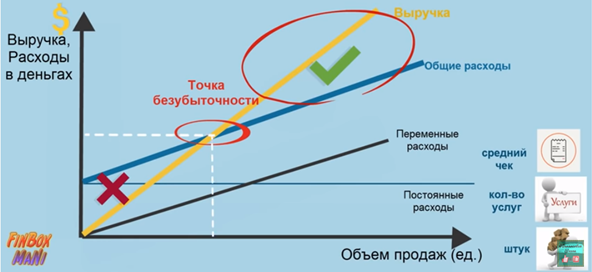 $
Выручка,
Расходы
в деньгах
Выручка
Общие расходы
Точка
безубыточности
Переменные
расходы
Постоянные
расходы
Объем продаж (ед.)
средний
чек
кол-во
услуг
Услуги
штук
FINBOX
MANI